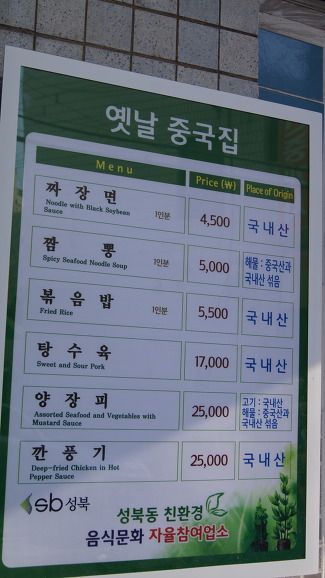 옛날 중국집
Menu Price (₩) Place of Origin
짜 장 면
Noodle with Black Soybean
Sauce
1인분
4,500
국 내 산
짬 뽕
Spicy Seafood Noodle Soup
1인분
5,000
해물 : 중국산과
국내산 섞음
볶 음 밥
Fried Rice
1인분
5,500
국 내 산
탕 수 육
Sweet and Sour Pork
17,000
국 내 산
양 장 피
Assorted Seafood and Vegetables with
Mustard Sauce
25,000
고기 : 국내산
해물 : 중국산과
국내산 섞음
깐 풍 기
Deep-fried Chicken in Hot
Pepper Sauce
25,000
국 내 산
sb 성북
성북동 친환경
음식문화 자율참여업소